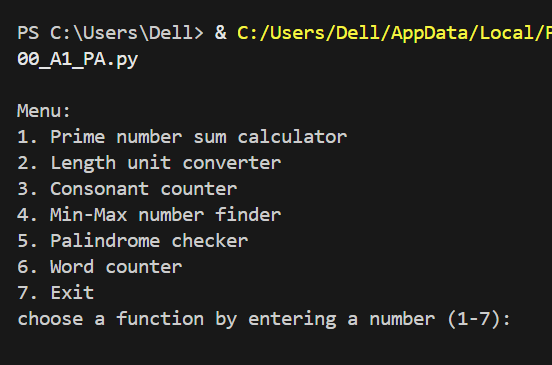 PS C:\Users\Dell> & C:/Users/Dell/AppData/Local/
00_A1_PA.py
Menu:
1. Prime number sum calculator
2. Length unit converter
3. Consonant counter
4. Min-Max number finder
5. Palindrome checker
6. Word counter
7. Exit
choose a function by entering a number (1-7):